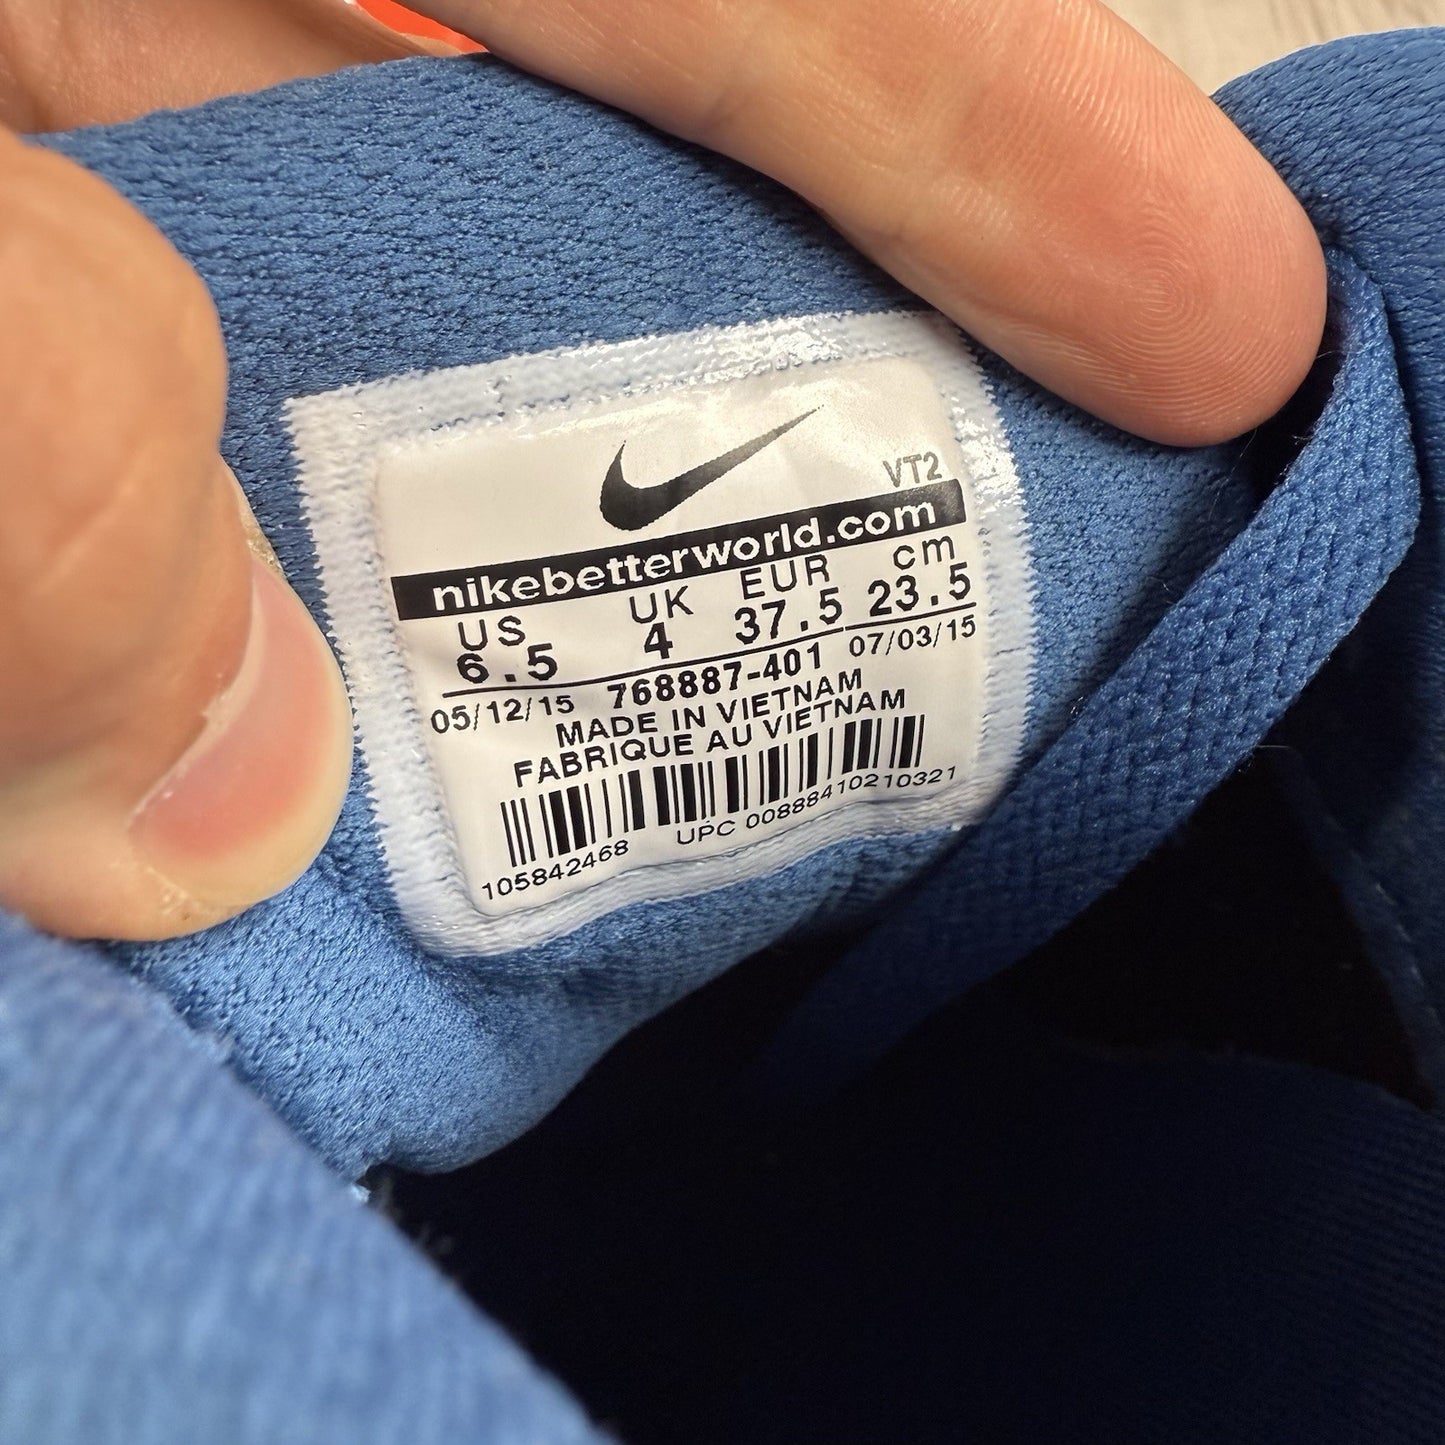 VT2
nikebetterworld.com
US UK EUR cm
6.5 4 37.5 23.5
05/12/15 768887-401 07/03/15
MADE IN VIETNAM
FABRIQUE AU VIETNAM
105842468 UPC 00888410210321